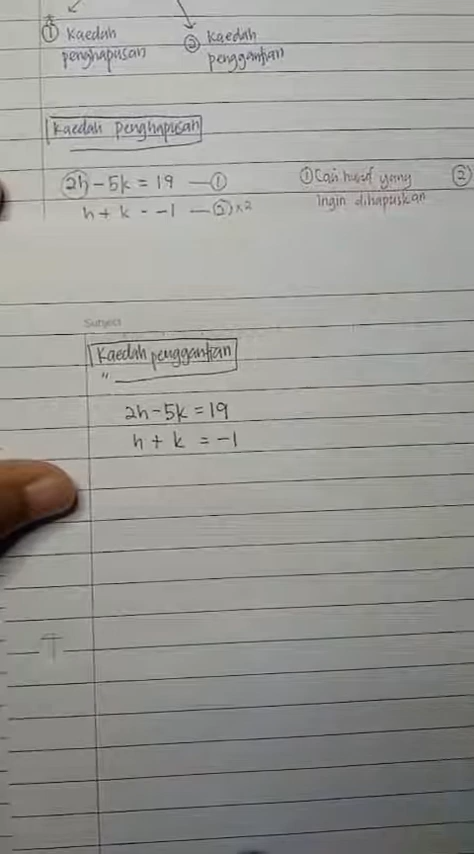 ① Kaedah
penghapusan
② Kaedah
penggantian
Kaedah penghapusan
2h - 5k = 19 — ①
h + k = -1 — ② ×2
① Cari huruf yang
ingin dihapuskan
②
Subject
Kaedah penggantian
"
2h - 5k = 19
h + k = -1